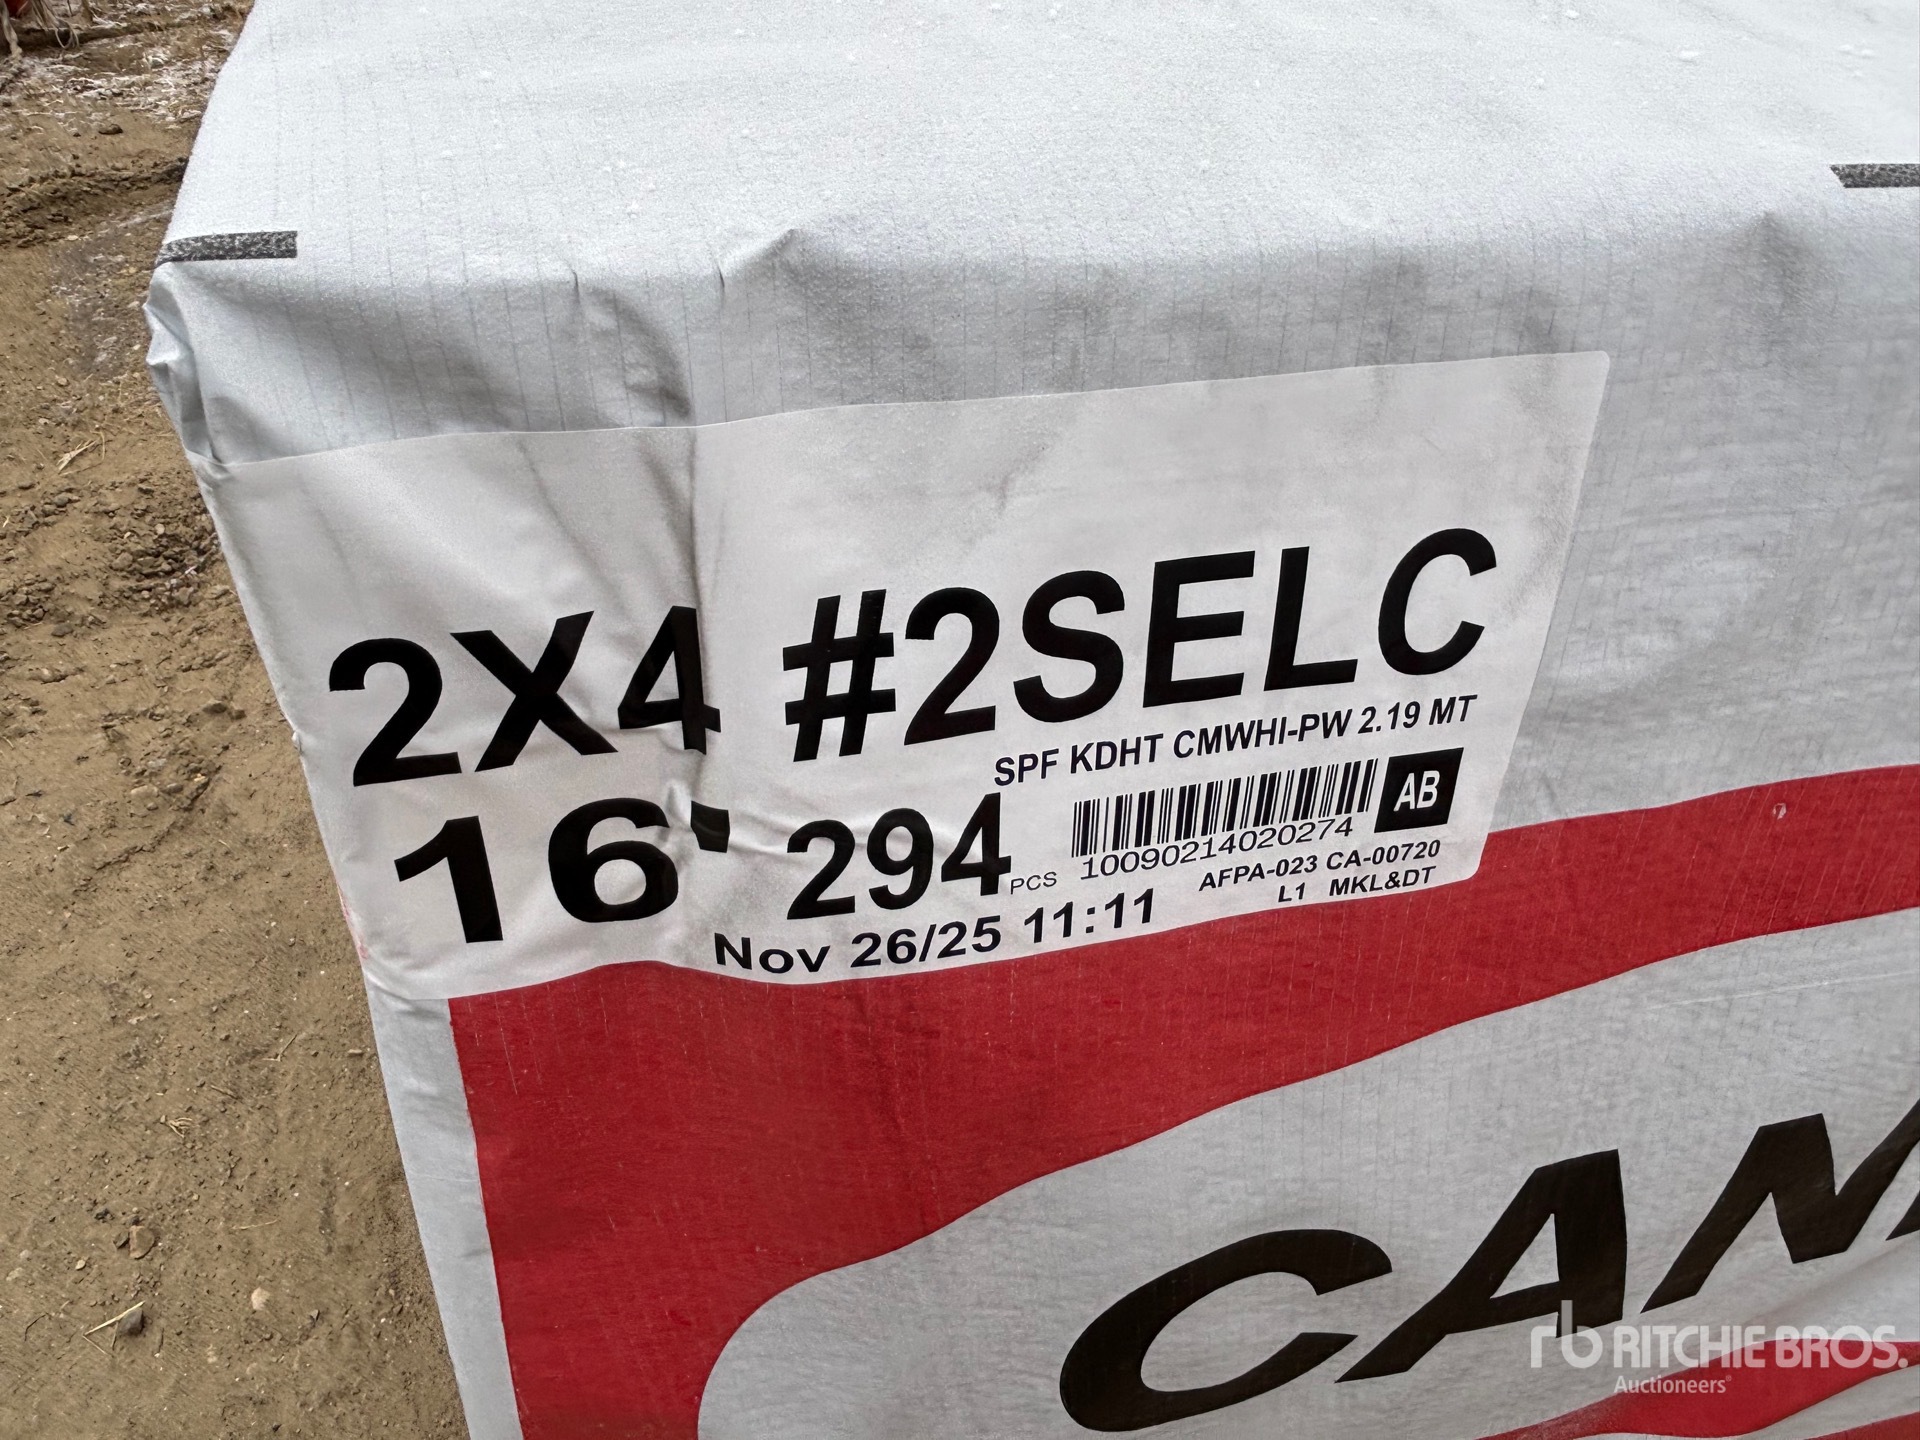 2X4 #2SELC
SPF KDHT CMWHI-PW 2.19 MT
16' 294 PCS
10090214020274
AB
AFPA-023 CA-00720
L1 MKL&DT
Nov 26/25 11:11
rb RITCHIE BROS.
Auctioneers®